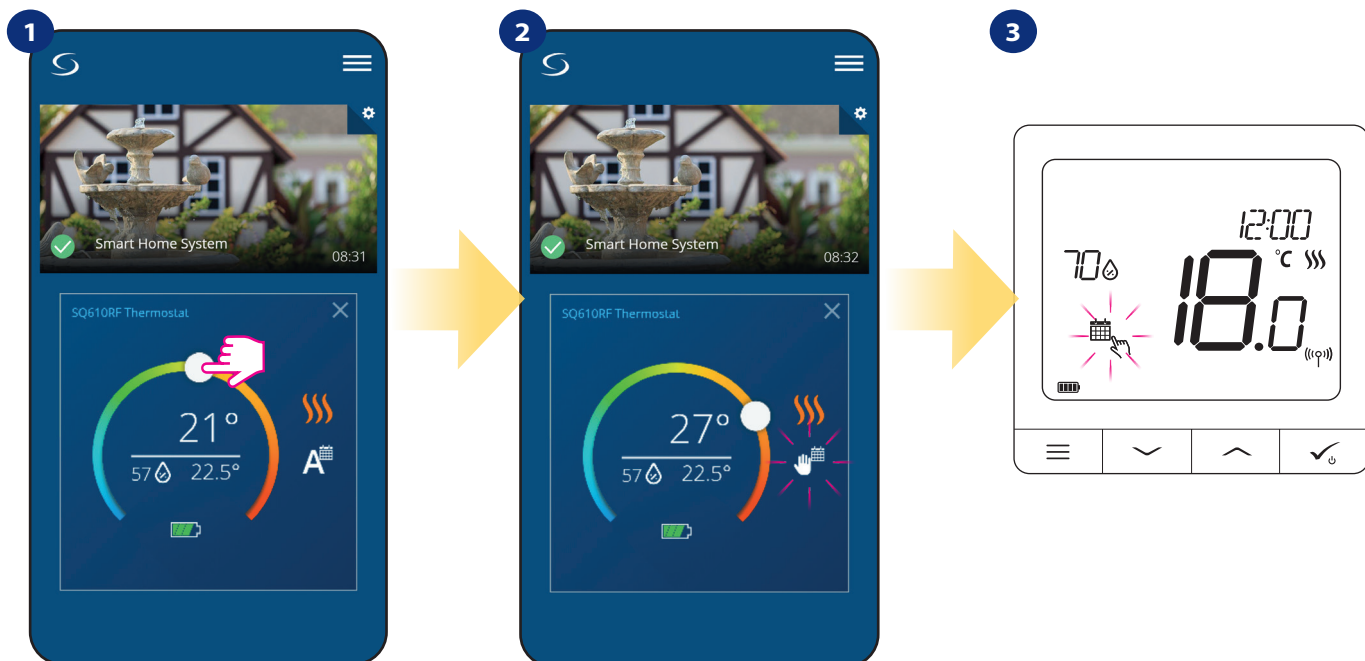 1
2
3
Smart Home System
08:31
SQ610RF Thermostat
21°
A
57 22.5°
Smart Home System
08:32
SQ610RF Thermostat
27°
57 22.5°
12:00
70
°C
18.0